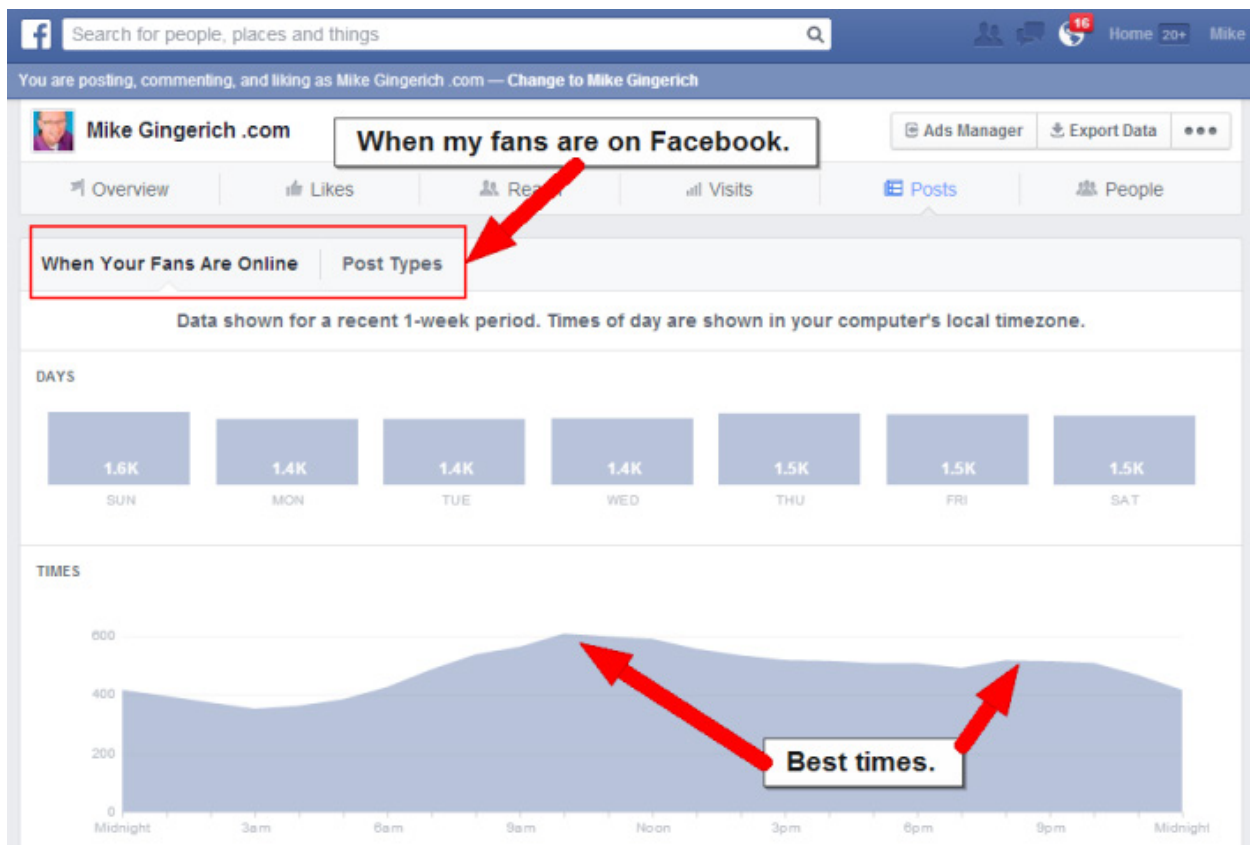 f Search for people, places and things 16 Home 20+ Mike
You are posting, commenting, and liking as Mike Gingerich .com — Change to Mike Gingerich
Mike Gingerich .com
When my fans are on Facebook.
Ads Manager Export Data
Overview Likes Visits Posts People
When Your Fans Are Online Post Types
Data shown for a recent 1-week period. Times of day are shown in your computer's local timezone.
DAYS
1.6K 1.4K 1.4K 1.4K 1.5K 1.5K 1.5K
SUN MON TUE WED THU FRI SAT
TIMES
600
400
200
Best times.
0
Midnight 3am 6am 9am Noon 3pm 6pm 9pm Midnight